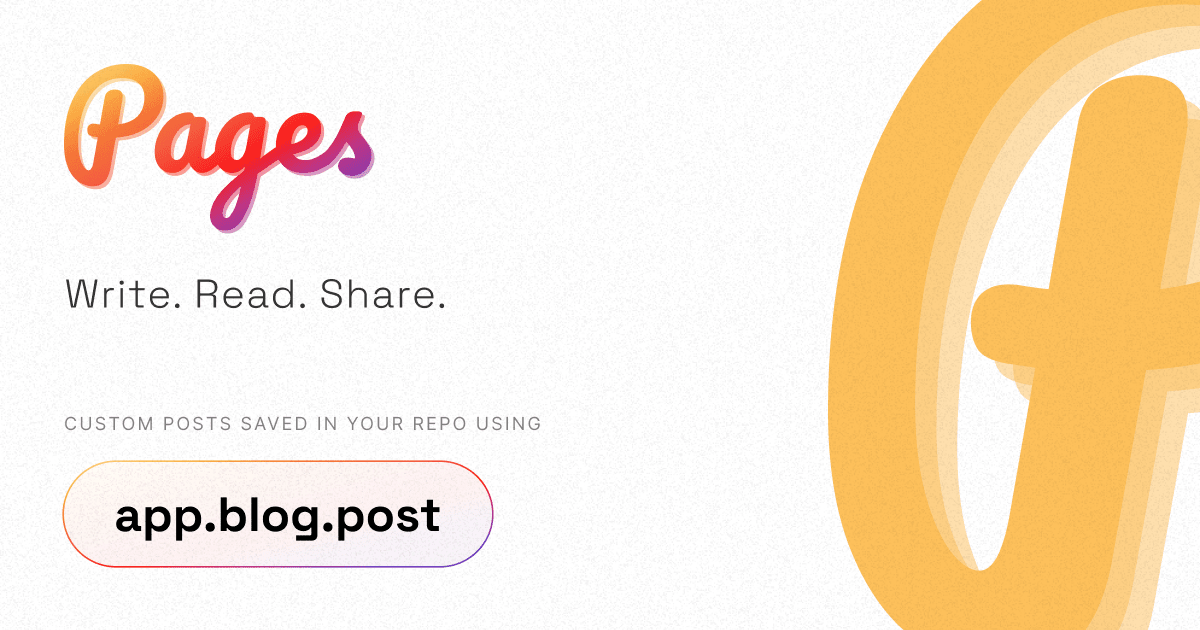 Pages
Write. Read. Share.
CUSTOM POSTS SAVED IN YOUR REPO USING
app.blog.post